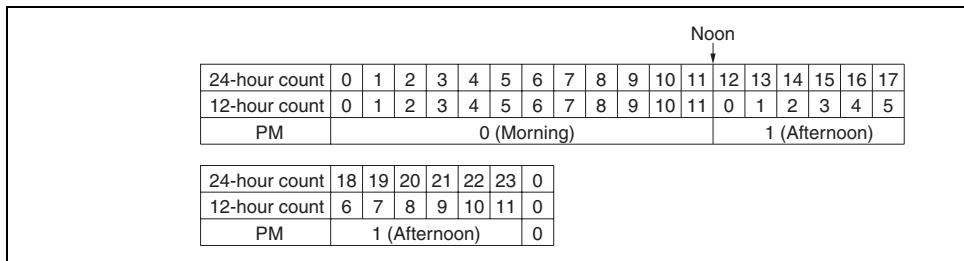 Noon
24-hour count 0 1 2 3 4 5 6 7 8 9 10 11 12 13 14 15 16 17
12-hour count 0 1 2 3 4 5 6 7 8 9 10 11 0 1 2 3 4 5
PM 0 (Morning) 1 (Afternoon)
24-hour count 18 19 20 21 22 23 0
12-hour count 6 7 8 9 10 11 0
PM 1 (Afternoon) 0